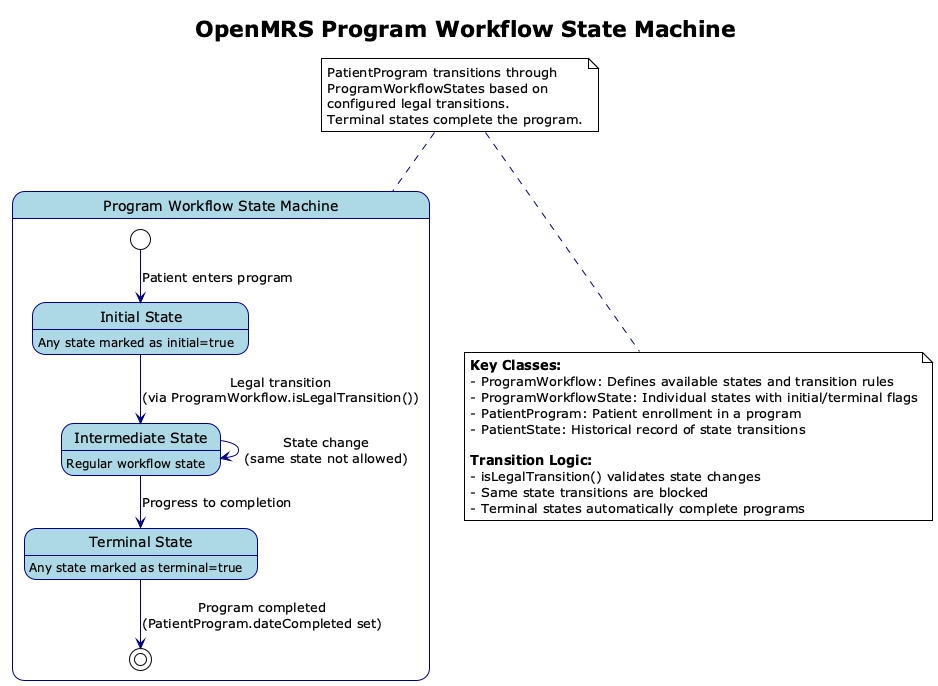 OpenMRS Program Workflow State Machine
PatientProgram transitions through
ProgramWorkflowStates based on
configured legal transitions.
Terminal states complete the program.
Program Workflow State Machine
Patient enters program
Initial State
Any state marked as initial=true
Legal transition
(via ProgramWorkflow.isLegalTransition())
Intermediate State
Regular workflow state
State change
(same state not allowed)
Progress to completion
Terminal State
Any state marked as terminal=true
Program completed
(PatientProgram.dateCompleted set)
Key Classes:
- ProgramWorkflow: Defines available states and transition rules
- ProgramWorkflowState: Individual states with initial/terminal flags
- PatientProgram: Patient enrollment in a program
- PatientState: Historical record of state transitions
Transition Logic:
- isLegalTransition() validates state changes
- Same state transitions are blocked
- Terminal states automatically complete programs